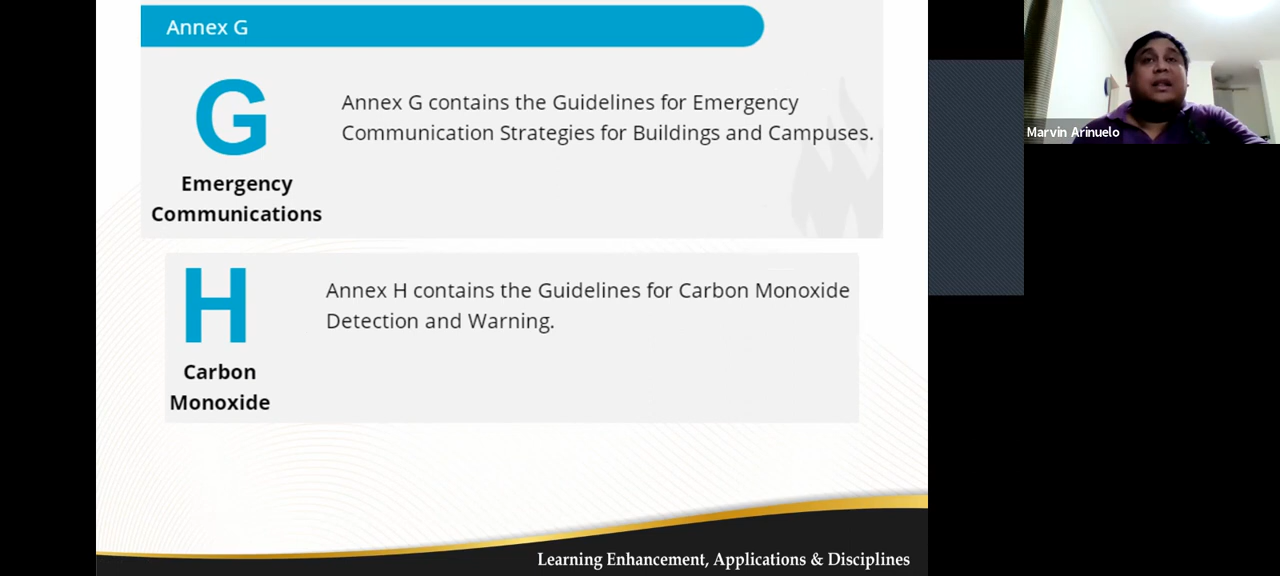 Annex G
G
Annex G contains the Guidelines for Emergency
Communication Strategies for Buildings and Campuses.
Emergency
Communications
H
Annex H contains the Guidelines for Carbon Monoxide
Detection and Warning.
Carbon
Monoxide
Learning Enhancement, Applications & Disciplines
Marvin Arinuelo